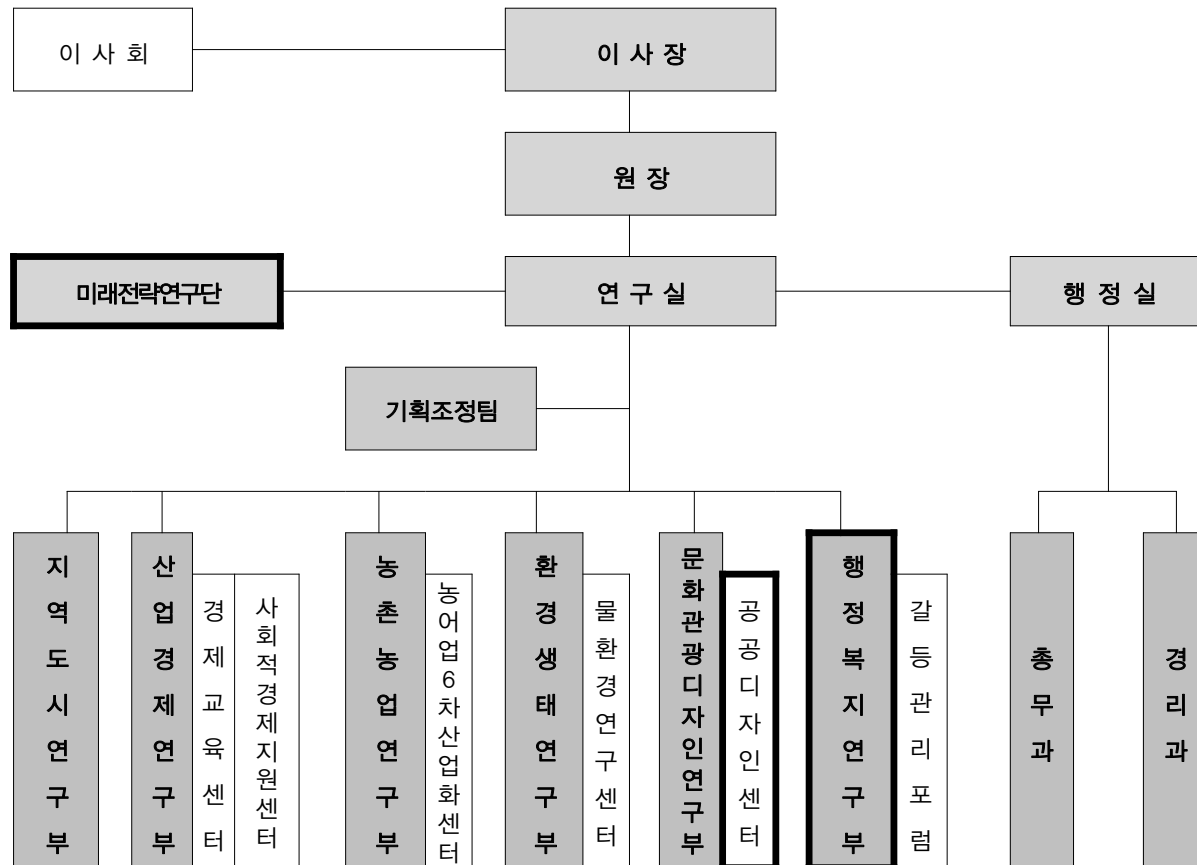 이 사 회
이 사 장
원 장
미래전략연구단
연 구 실
행 정 실
기획조정팀
지역도시연구부
산업경제연구부
경제교육센터
사회적경제지원센터
농촌농업연구부
농어업6차산업화센터
환경생태연구부
물환경연구센터
문화관광디자인연구부
공공디자인센터
행정복지연구부
갈등관리포럼
총무과
경리과